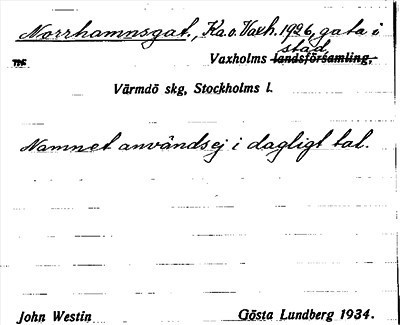 Norrhamnsgat., Ka. o. Vaxh. 1926, gata i
Vaxholms landsförsamling, stad
Värmdö skg, Stockholms l.
Namnet användes ej i dagligt tal.
John Westin Gösta Lundberg 1934.